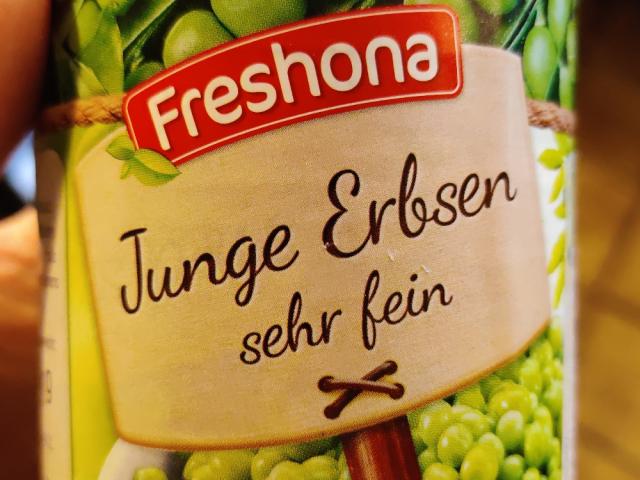 Freshona
Junge Erbsen
sehr fein